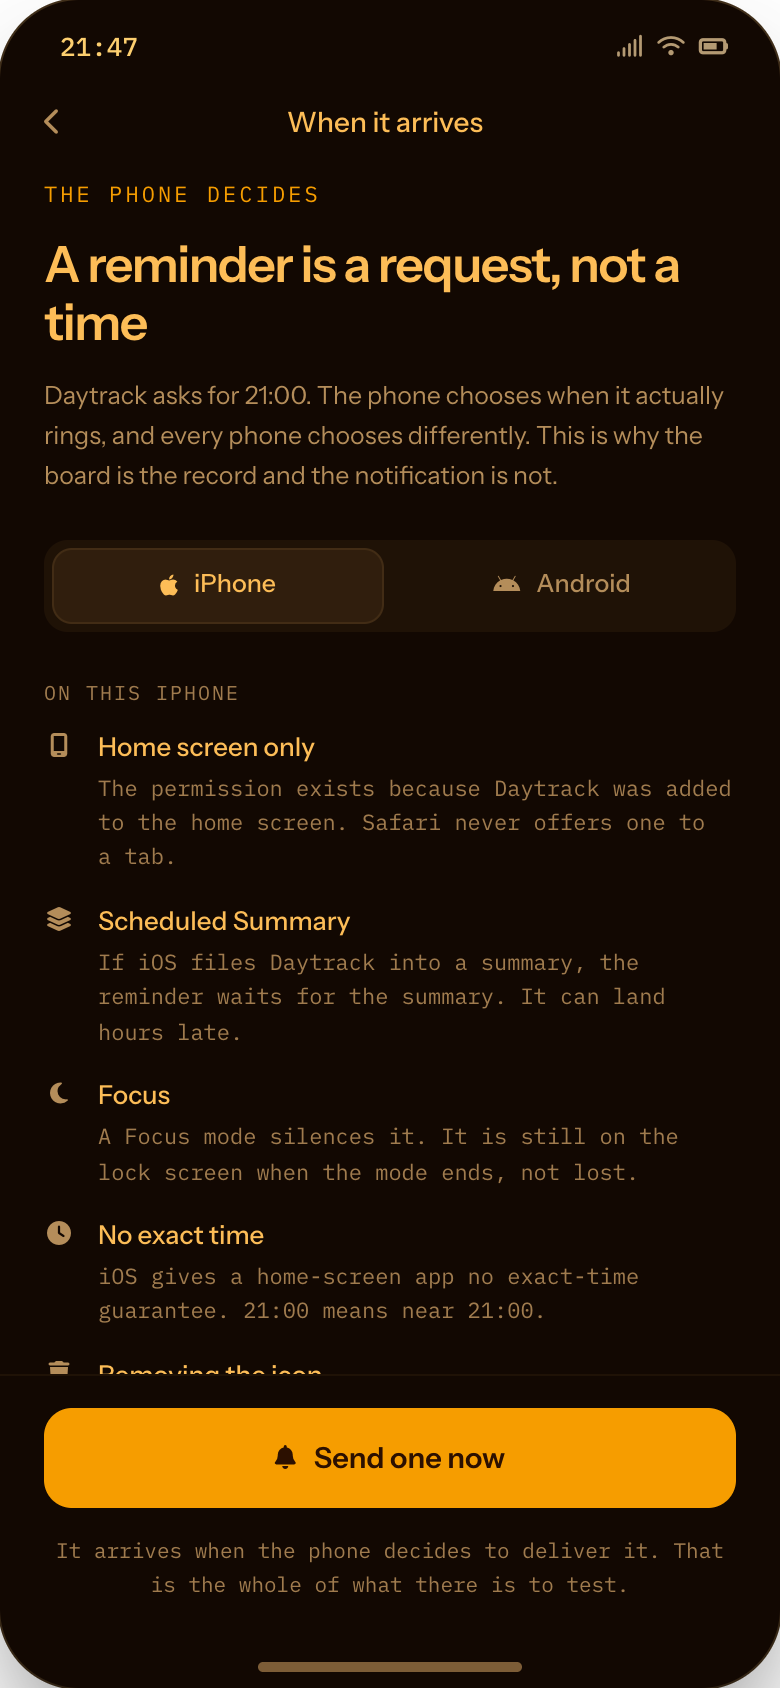 21:47
When it arrives
THE PHONE DECIDES
A reminder is a request, not a
time
Daytrack asks for 21:00. The phone chooses when it actually
rings, and every phone chooses differently. This is why the
board is the record and the notification is not.
iPhone
Android
ON THIS IPHONE
Home screen only
The permission exists because Daytrack was added
to the home screen. Safari never offers one to
a tab.
Scheduled Summary
If iOS files Daytrack into a summary, the
reminder waits for the summary. It can land
hours late.
Focus
A Focus mode silences it. It is still on the
lock screen when the mode ends, not lost.
No exact time
iOS gives a home-screen app no exact-time
guarantee. 21:00 means near 21:00.
Removing the icon
Send one now
It arrives when the phone decides to deliver it. That
is the whole of what there is to test.